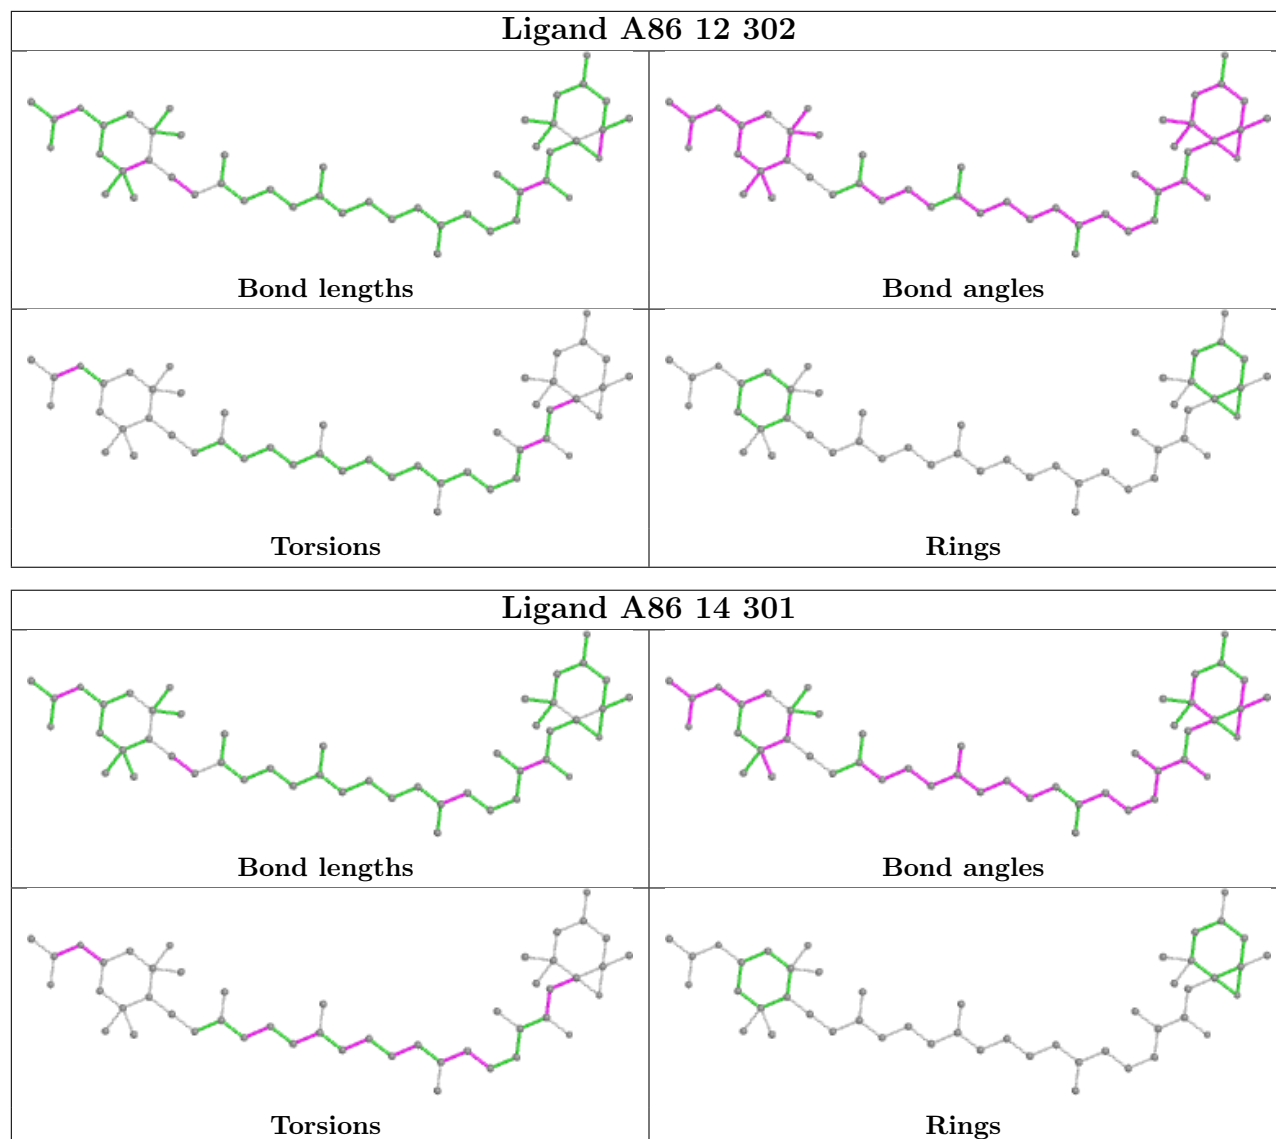 Ligand A86 12 302
Bond lengths
Bond angles
Torsions
Rings
Ligand A86 14 301
Bond lengths
Bond angles
Torsions
Rings